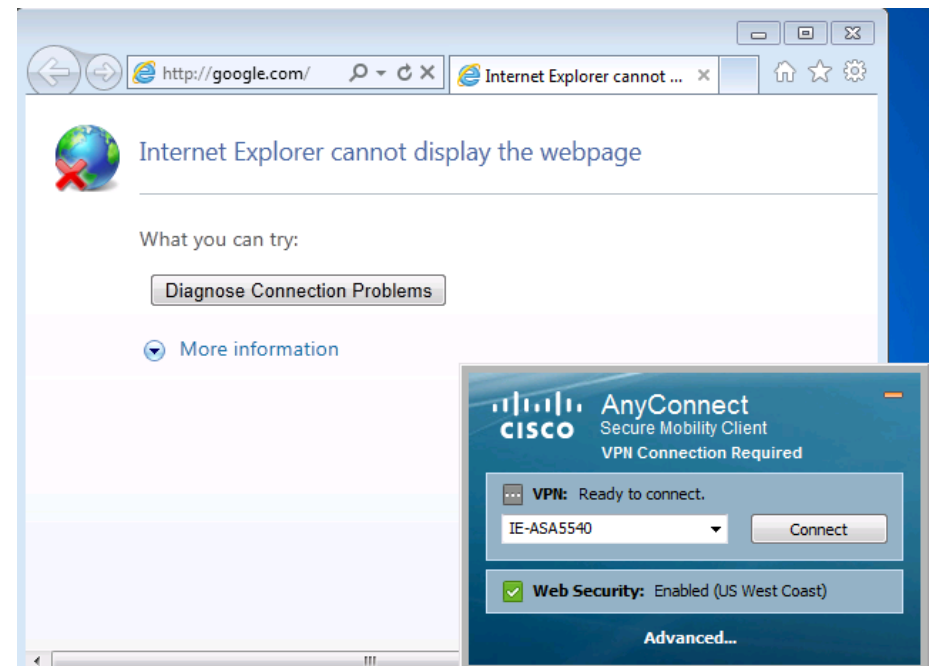 http://google.com/
Internet Explorer cannot ...
Internet Explorer cannot display the webpage
What you can try:
Diagnose Connection Problems
More information
CISCO
AnyConnect
Secure Mobility Client
VPN Connection Required
VPN: Ready to connect.
IE-ASA5540
Connect
Web Security: Enabled (US West Coast)
Advanced...